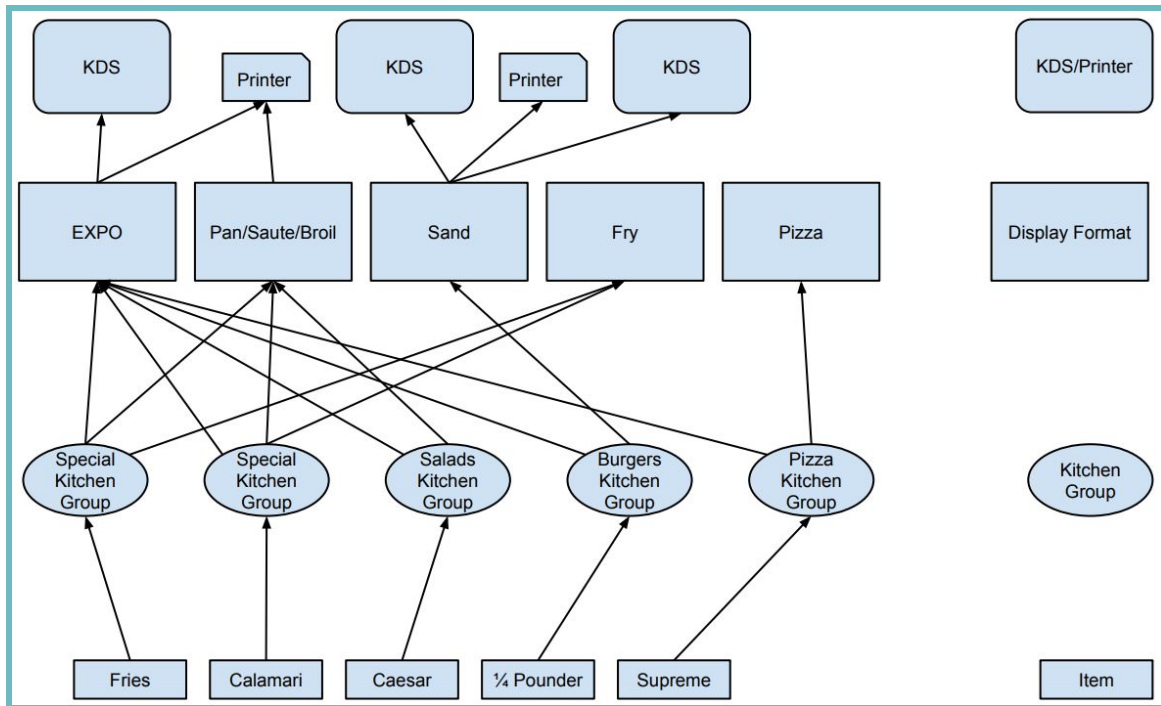 KDS
Printer
KDS
Printer
KDS
KDS/Printer
EXPO
Pan/Saute/Broil
Sand
Fry
Pizza
Display Format
Special
Kitchen
Group
Special
Kitchen
Group
Salads
Kitchen
Group
Burgers
Kitchen
Group
Pizza
Kitchen
Group
Kitchen
Group
Fries
Calamari
Caesar
¼ Pounder
Supreme
Item